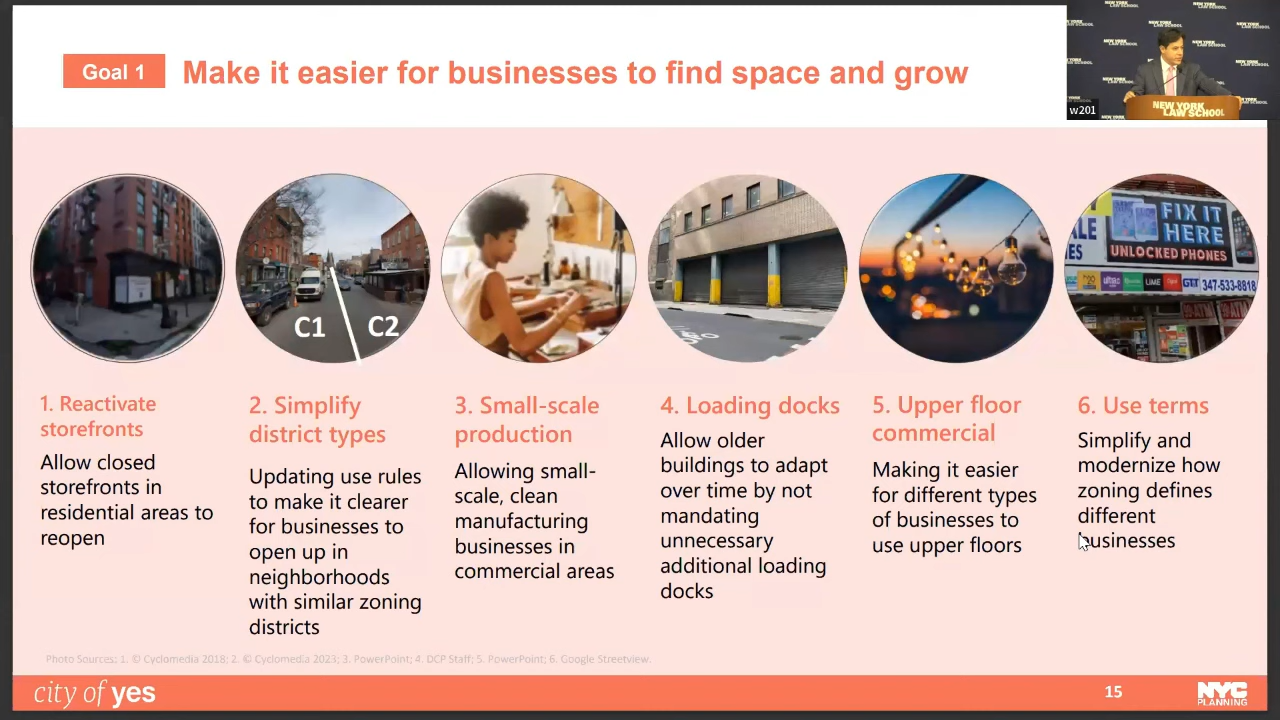 Goal 1
Make it easier for businesses to find space and grow
NEW YORK
LAW SCHOOL
w201
C1
C2
FIX IT
HERE
UNLOCKED PHONES
347-533-8818
1. Reactivate
storefronts
Allow closed
storefronts in
residential areas to
reopen
2. Simplify
district types
Updating use rules
to make it clearer
for businesses to
open up in
neighborhoods
with similar zoning
districts
3. Small-scale
production
Allowing small-
scale, clean
manufacturing
businesses in
commercial areas
4. Loading docks
Allow older
buildings to adapt
over time by not
mandating
unnecessary
additional loading
docks
5. Upper floor
commercial
Making it easier
for different types
of businesses to
use upper floors
6. Use terms
Simplify and
modernize how
zoning defines
different
businesses
Photo Sources; 1. © Cyclomedia 2018; 2. © Cyclomedia 2023; 3. PowerPoint; 4. DCP Staff; 5. PowerPoint; 6. Google Streetview.
city of yes
15
NYC
PLANNING